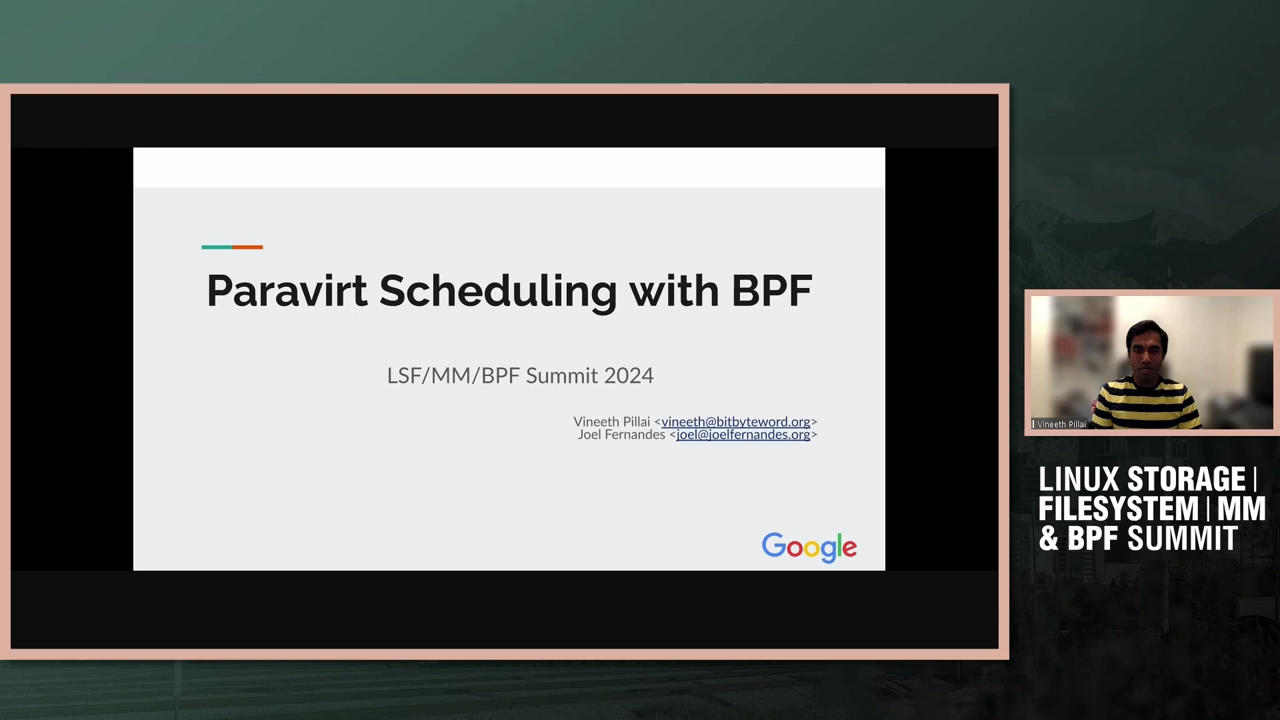 Paravirt Scheduling with BPF
LSF/MM/BPF Summit 2024
Vineeth Pillai <vineeth@bitbyteword.org>
Joel Fernandes <joel@joelfernandes.org>
Google
Vineeth Pillai
LINUX STORAGE |
FILESYSTEM | MM
& BPF SUMMIT